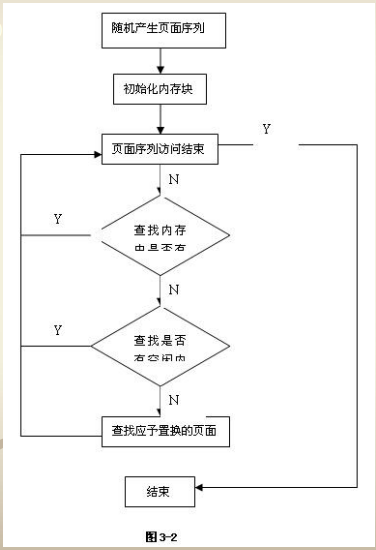 随机产生页面序列
初始化内存块
页面序列访问结束
Y
N
Y
查找内存
中是否有
N
Y
查找是否
有空闲内
N
查找应予置换的页面
结束
图3-2